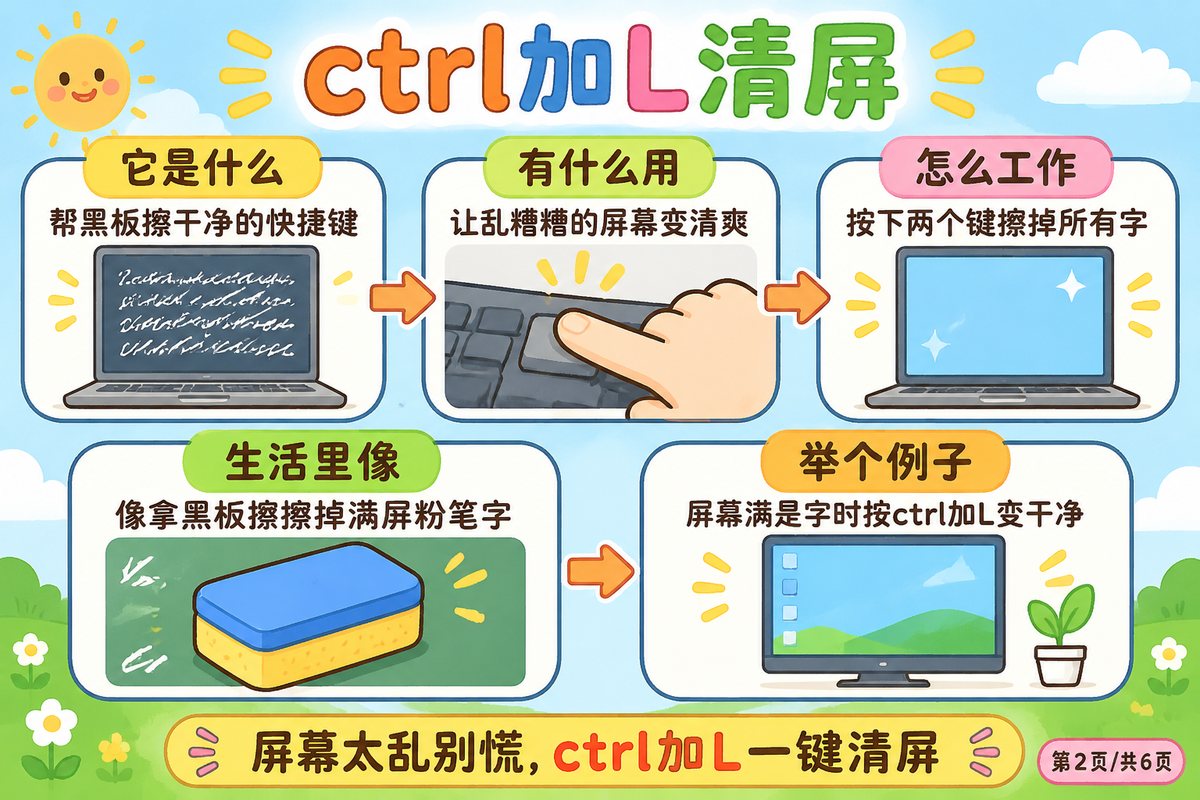 ctrl加L清屏
它是什么
帮黑板擦干净的快捷键
有什么用
让乱糟糟的屏幕变清爽
怎么工作
按下两个键擦掉所有字
生活里像
像拿黑板擦擦掉满屏粉笔字
举个例子
屏幕满是字时按ctrl加L变干净
屏幕太乱别慌，ctrl加L一键清屏
第2页/共6页